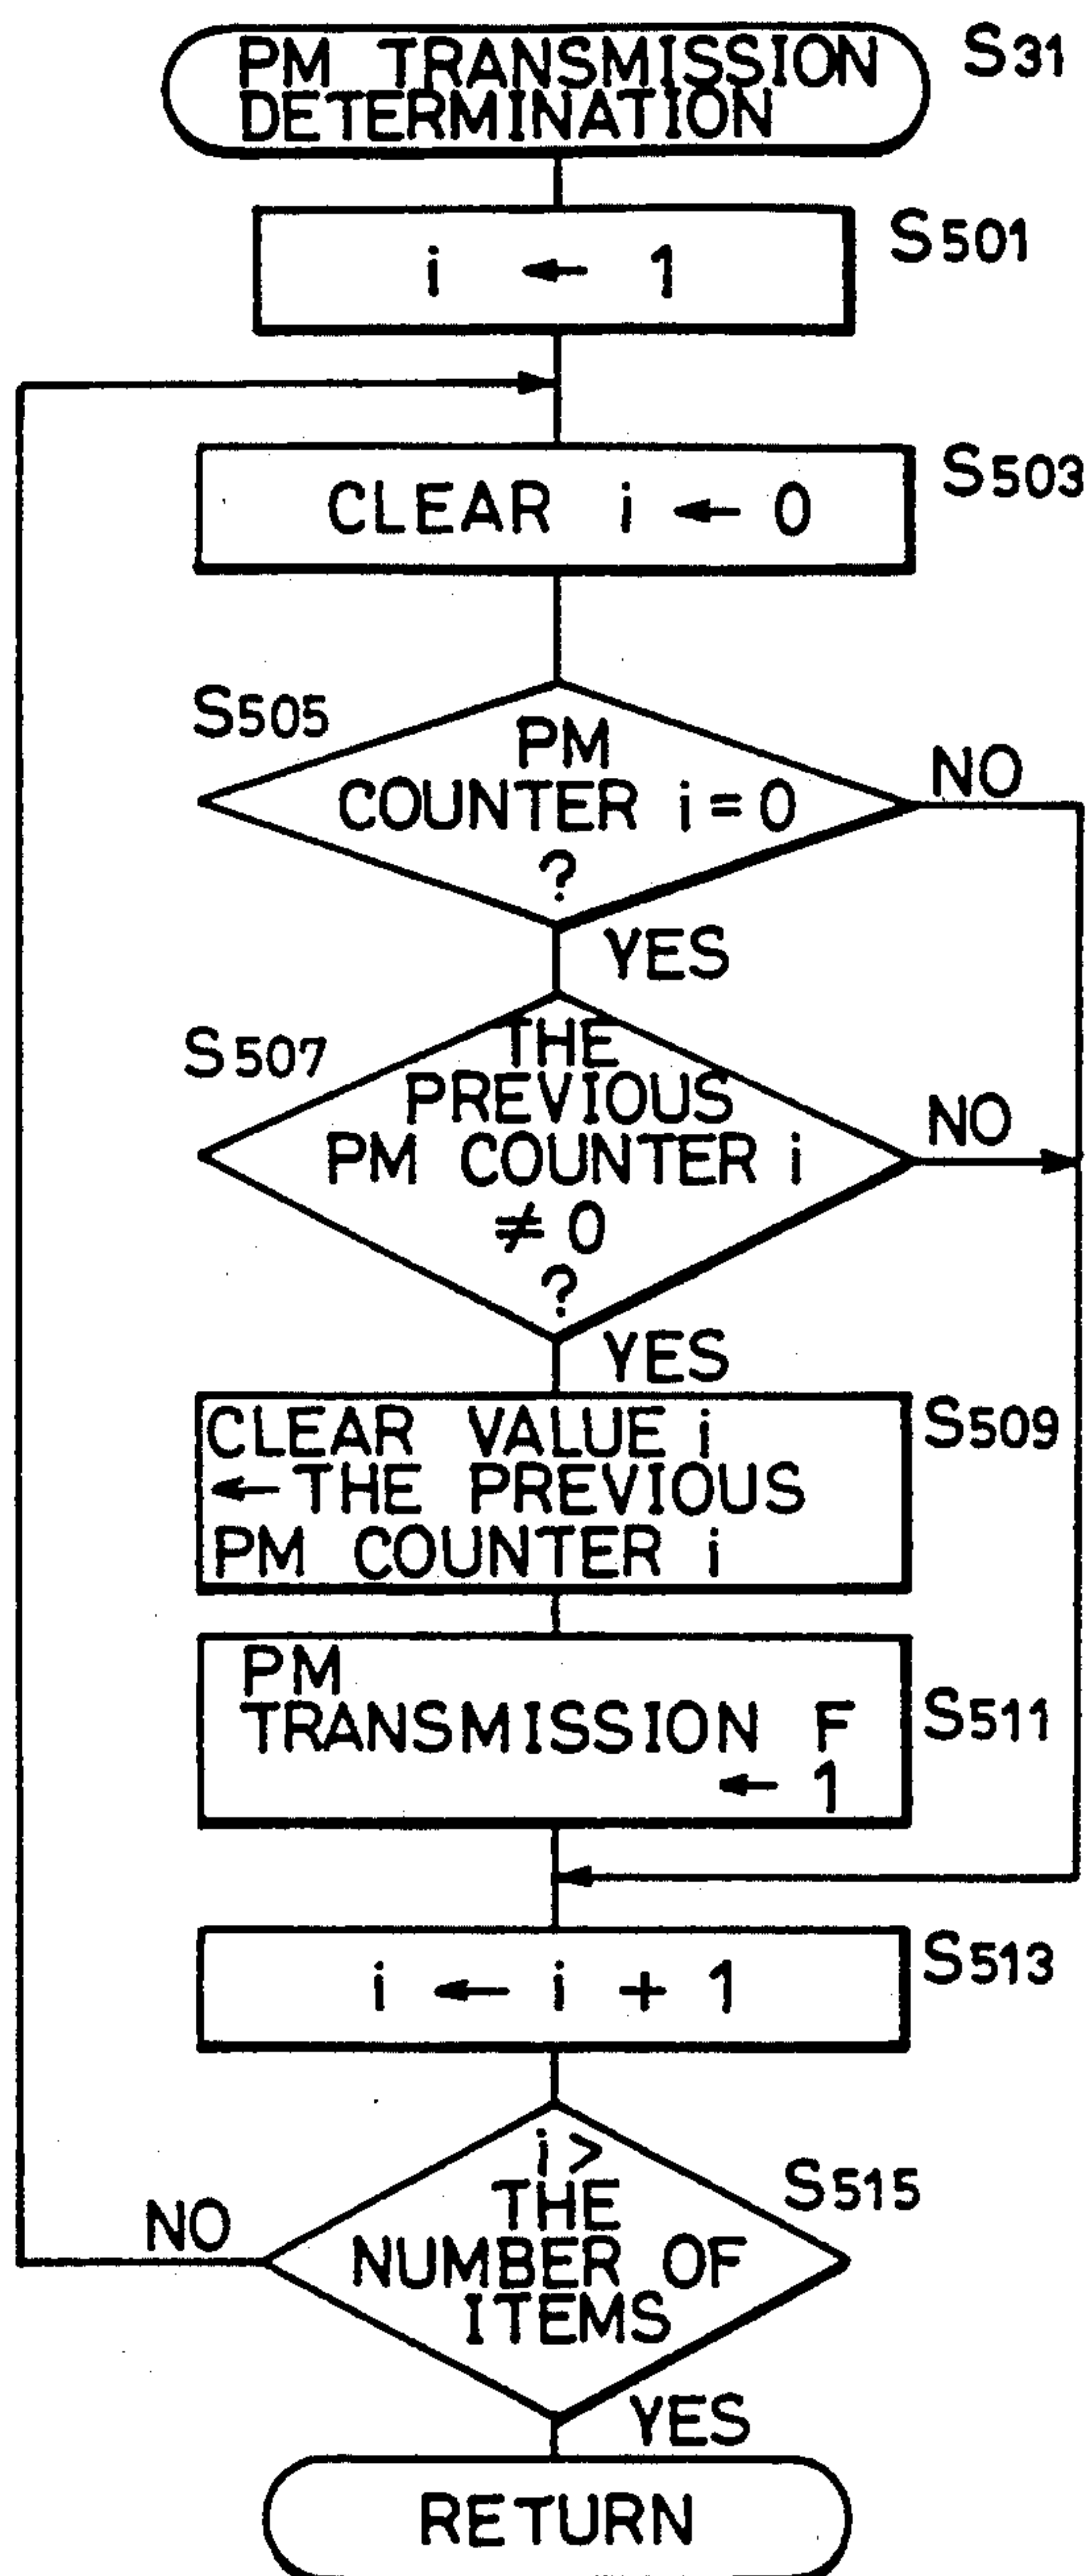 PM TRANSMISSION
DETERMINATION
S31
i ← 1
S501
CLEAR i ← 0
S503
S505
PM
COUNTER i = 0
?
NO
YES
S507
THE
PREVIOUS
PM COUNTER i
≠ 0
?
NO
YES
CLEAR VALUE i
← THE PREVIOUS
PM COUNTER i
S509
PM
TRANSMISSION F
← 1
S511
i ← i + 1
S513
i >
THE
NUMBER OF
ITEMS
S515
NO
YES
RETURN